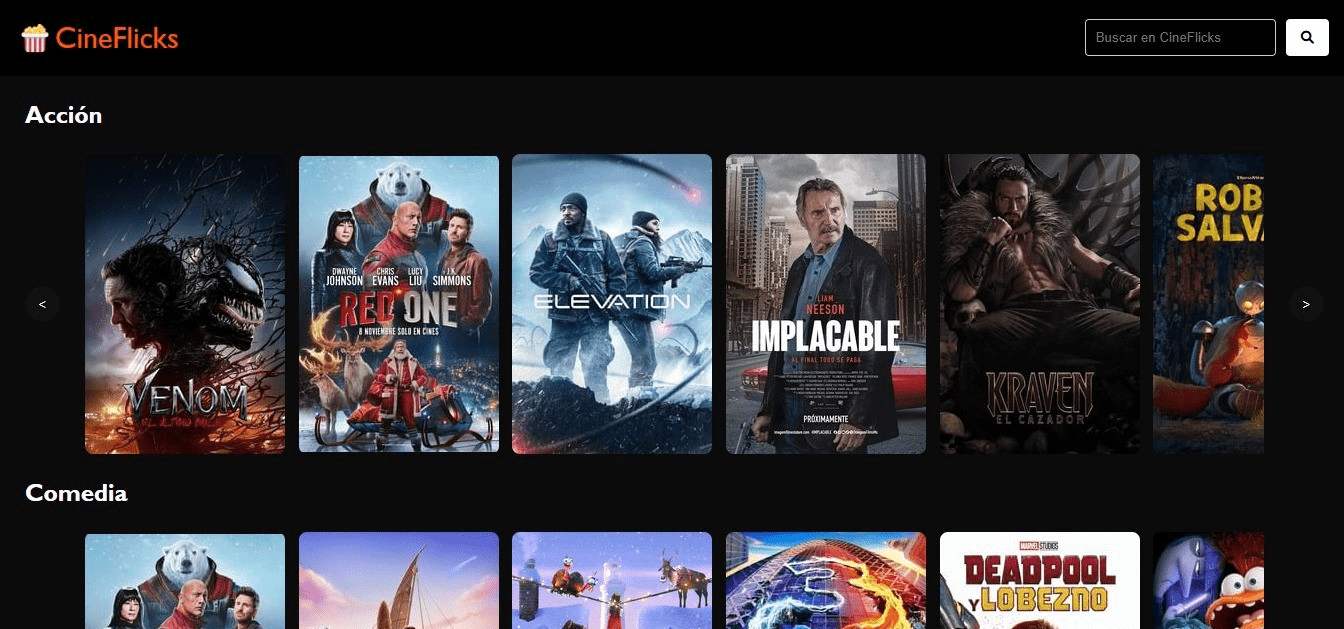 CineFlicks
Buscar en CineFlicks
Acción
<
VENOM
EL ÚLTIMO BAILE
DWAYNE JOHNSON
CHRIS EVANS
LUCY LIU
J.K. SIMMONS
RED ONE
8 NOVIEMBRE SOLO EN CINES
ELEVATION
LIAM
NEESON
IMPLACABLE
AL FINAL TODO SE PAGA
PRÓXIMAMENTE
KRAVEN
EL CAZADOR
ROB
SALVA
>
Comedia
MARVEL STUDIOS
DEADPOOL
Y LOBEZNO